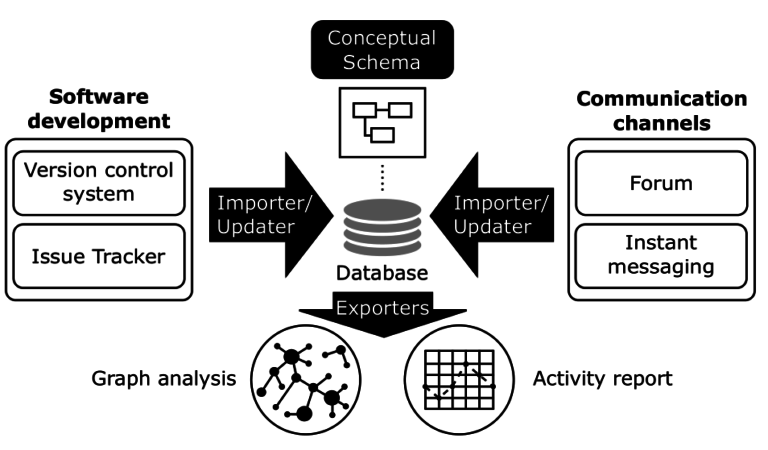 Conceptual
Schema
Software
development
Version control
system
Issue Tracker
Importer/
Updater
Database
Importer/
Updater
Communication
channels
Forum
Instant
messaging
Exporters
Graph analysis
Activity report